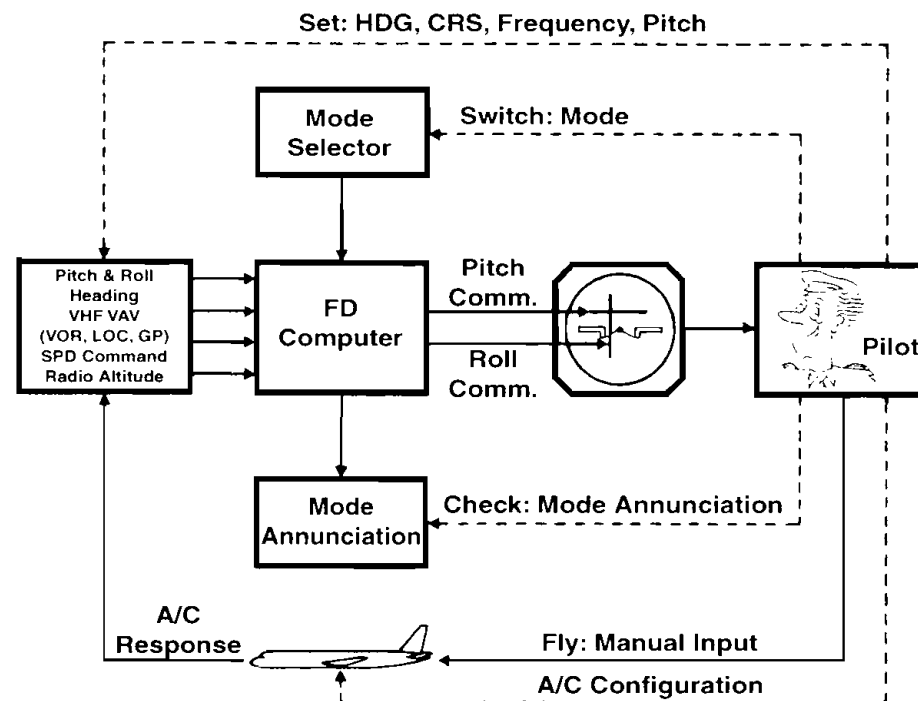 Set: HDG, CRS, Frequency, Pitch
Mode
Selector
Switch: Mode
Pitch & Roll
Heading
VHF VAV
(VOR, LOC, GP)
SPD Command
Radio Altitude
FD
Computer
Pitch
Comm.
Roll
Comm.
Pilot
Mode
Annunciation
Check: Mode Annunciation
A/C
Response
Fly: Manual Input
A/C Configuration